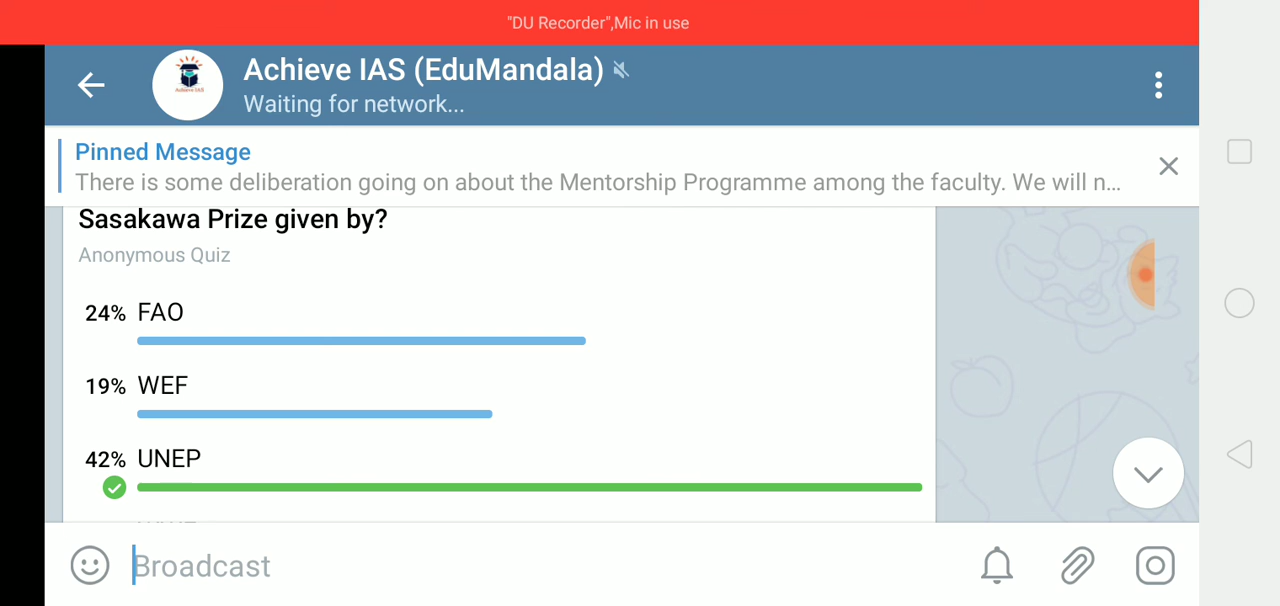 "DU Recorder",Mic in use
Achieve IAS (EduMandala)
Waiting for network...
Pinned Message
There is some deliberation going on about the Mentorship Programme among the faculty. We will n...
Sasakawa Prize given by?
Anonymous Quiz
24% FAO
19% WEF
42% UNEP
Broadcast